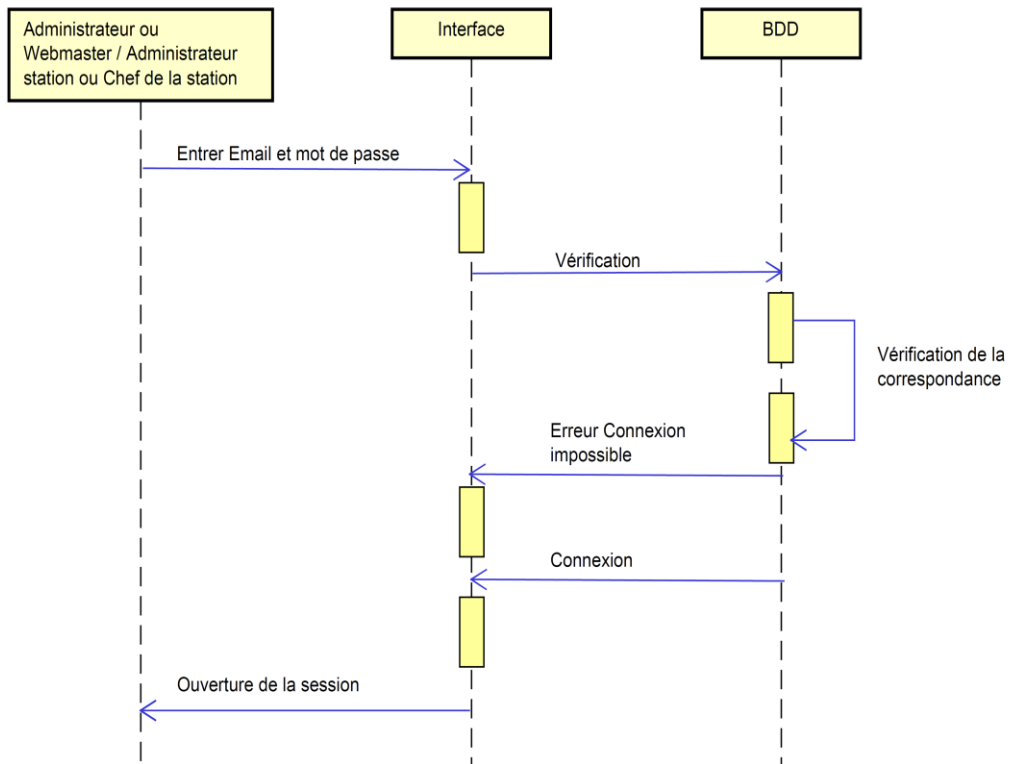 Administrateur ou
Webmaster / Administrateur
station ou Chef de la station
Interface
BDD
Entrer Email et mot de passe
Vérification
Vérification de la
correspondance
Erreur Connexion
impossible
Connexion
Ouverture de la session